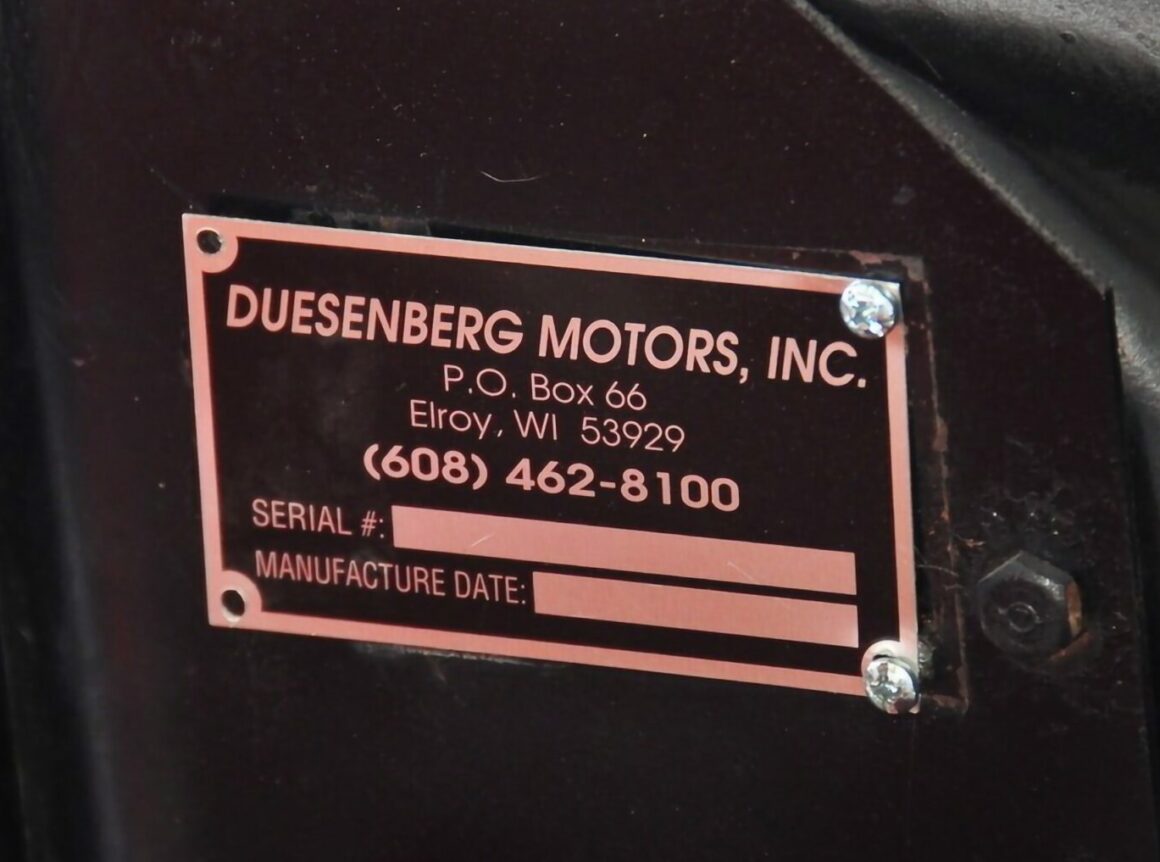 DUESENBERG MOTORS, INC.
P.O. Box 66
Elroy, WI 53929
(608) 462-8100
SERIAL #:
MANUFACTURE DATE: